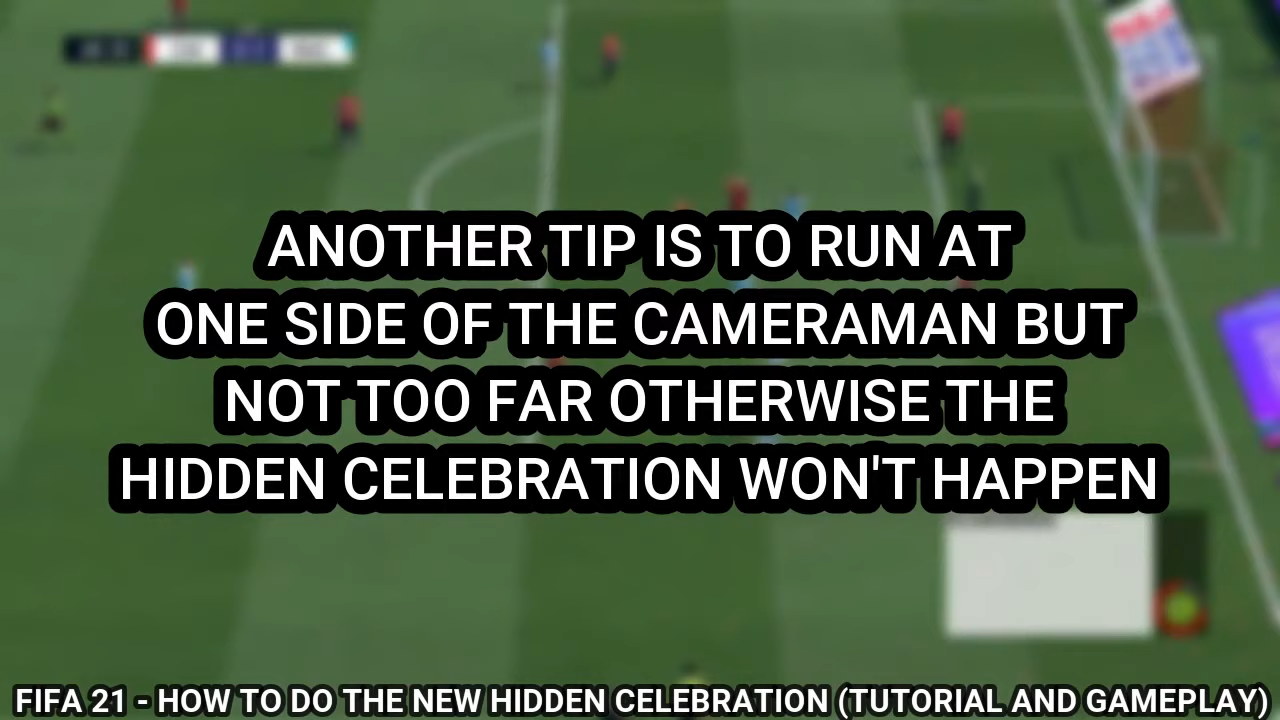 ANOTHER TIP IS TO RUN AT
ONE SIDE OF THE CAMERAMAN BUT
NOT TOO FAR OTHERWISE THE
HIDDEN CELEBRATION WON'T HAPPEN
FIFA 21 - HOW TO DO THE NEW HIDDEN CELEBRATION (TUTORIAL AND GAMEPLAY)